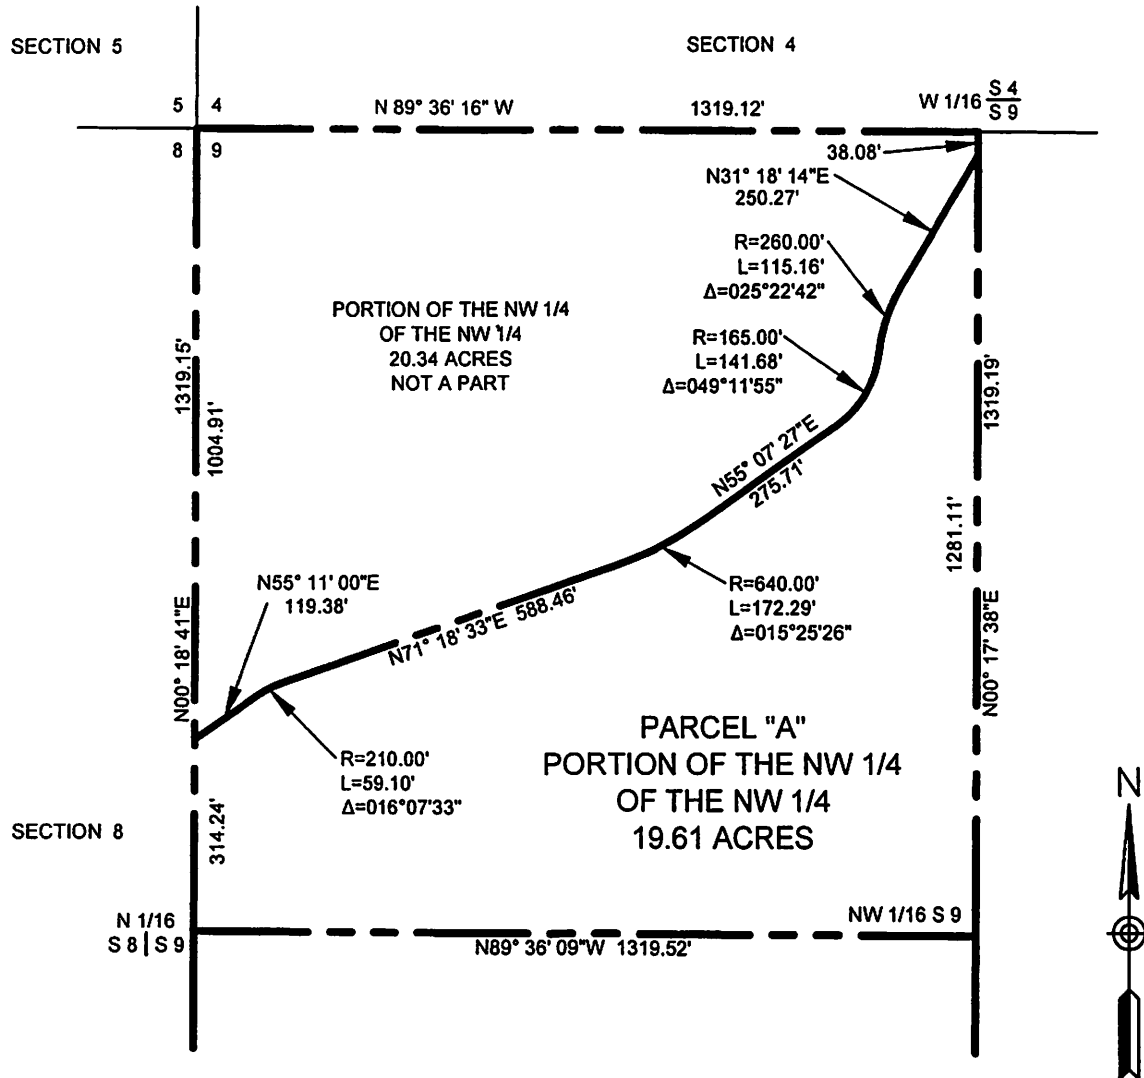 SECTION 5
SECTION 4
5 4
N 89° 36' 16" W
1319.12'
W 1/16 S 4
S 9
8 9
38.08'
N31° 18' 14"E
250.27'
R=260.00'
L=115.16'
Δ=025°22'42"
PORTION OF THE NW 1/4
OF THE NW 1/4
20.34 ACRES
NOT A PART
R=165.00'
L=141.68'
Δ=049°11'55"
1319.15'
1004.91'
1319.19'
N55° 07' 27"E
275.71'
1281.11'
N55° 11' 00"E
119.38'
R=640.00'
L=172.29'
Δ=015°25'26"
N71° 18' 33"E 588.46'
N00° 18' 41"E
N00° 17' 38"E
PARCEL "A"
PORTION OF THE NW 1/4
OF THE NW 1/4
19.61 ACRES
R=210.00'
L=59.10'
Δ=016°07'33"
N
SECTION 8
314.24'
N 1/16
S 8 | S 9
NW 1/16 S 9
N89° 36' 09"W 1319.52'